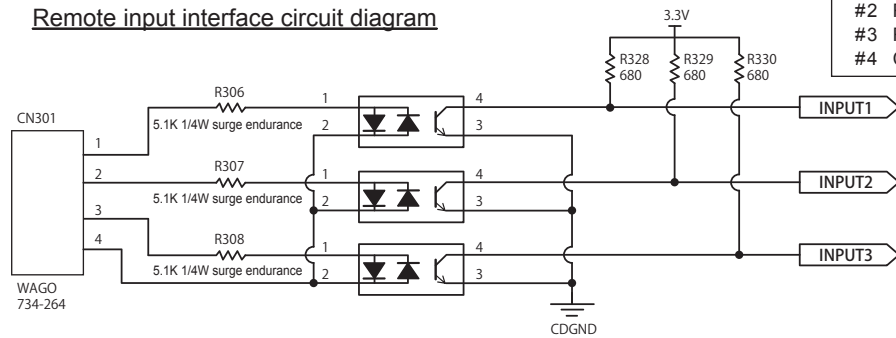 Remote input interface circuit diagram
#2
#3
#4
3.3V
R328
680
R329
680
R330
680
CN301
R306
5.1K 1/4W surge endurance
1
2
4
3
INPUT1
1
2
3
4
R307
5.1K 1/4W surge endurance
1
2
4
3
INPUT2
R308
5.1K 1/4W surge endurance
1
2
4
3
INPUT3
WAGO
734-264
CDGND